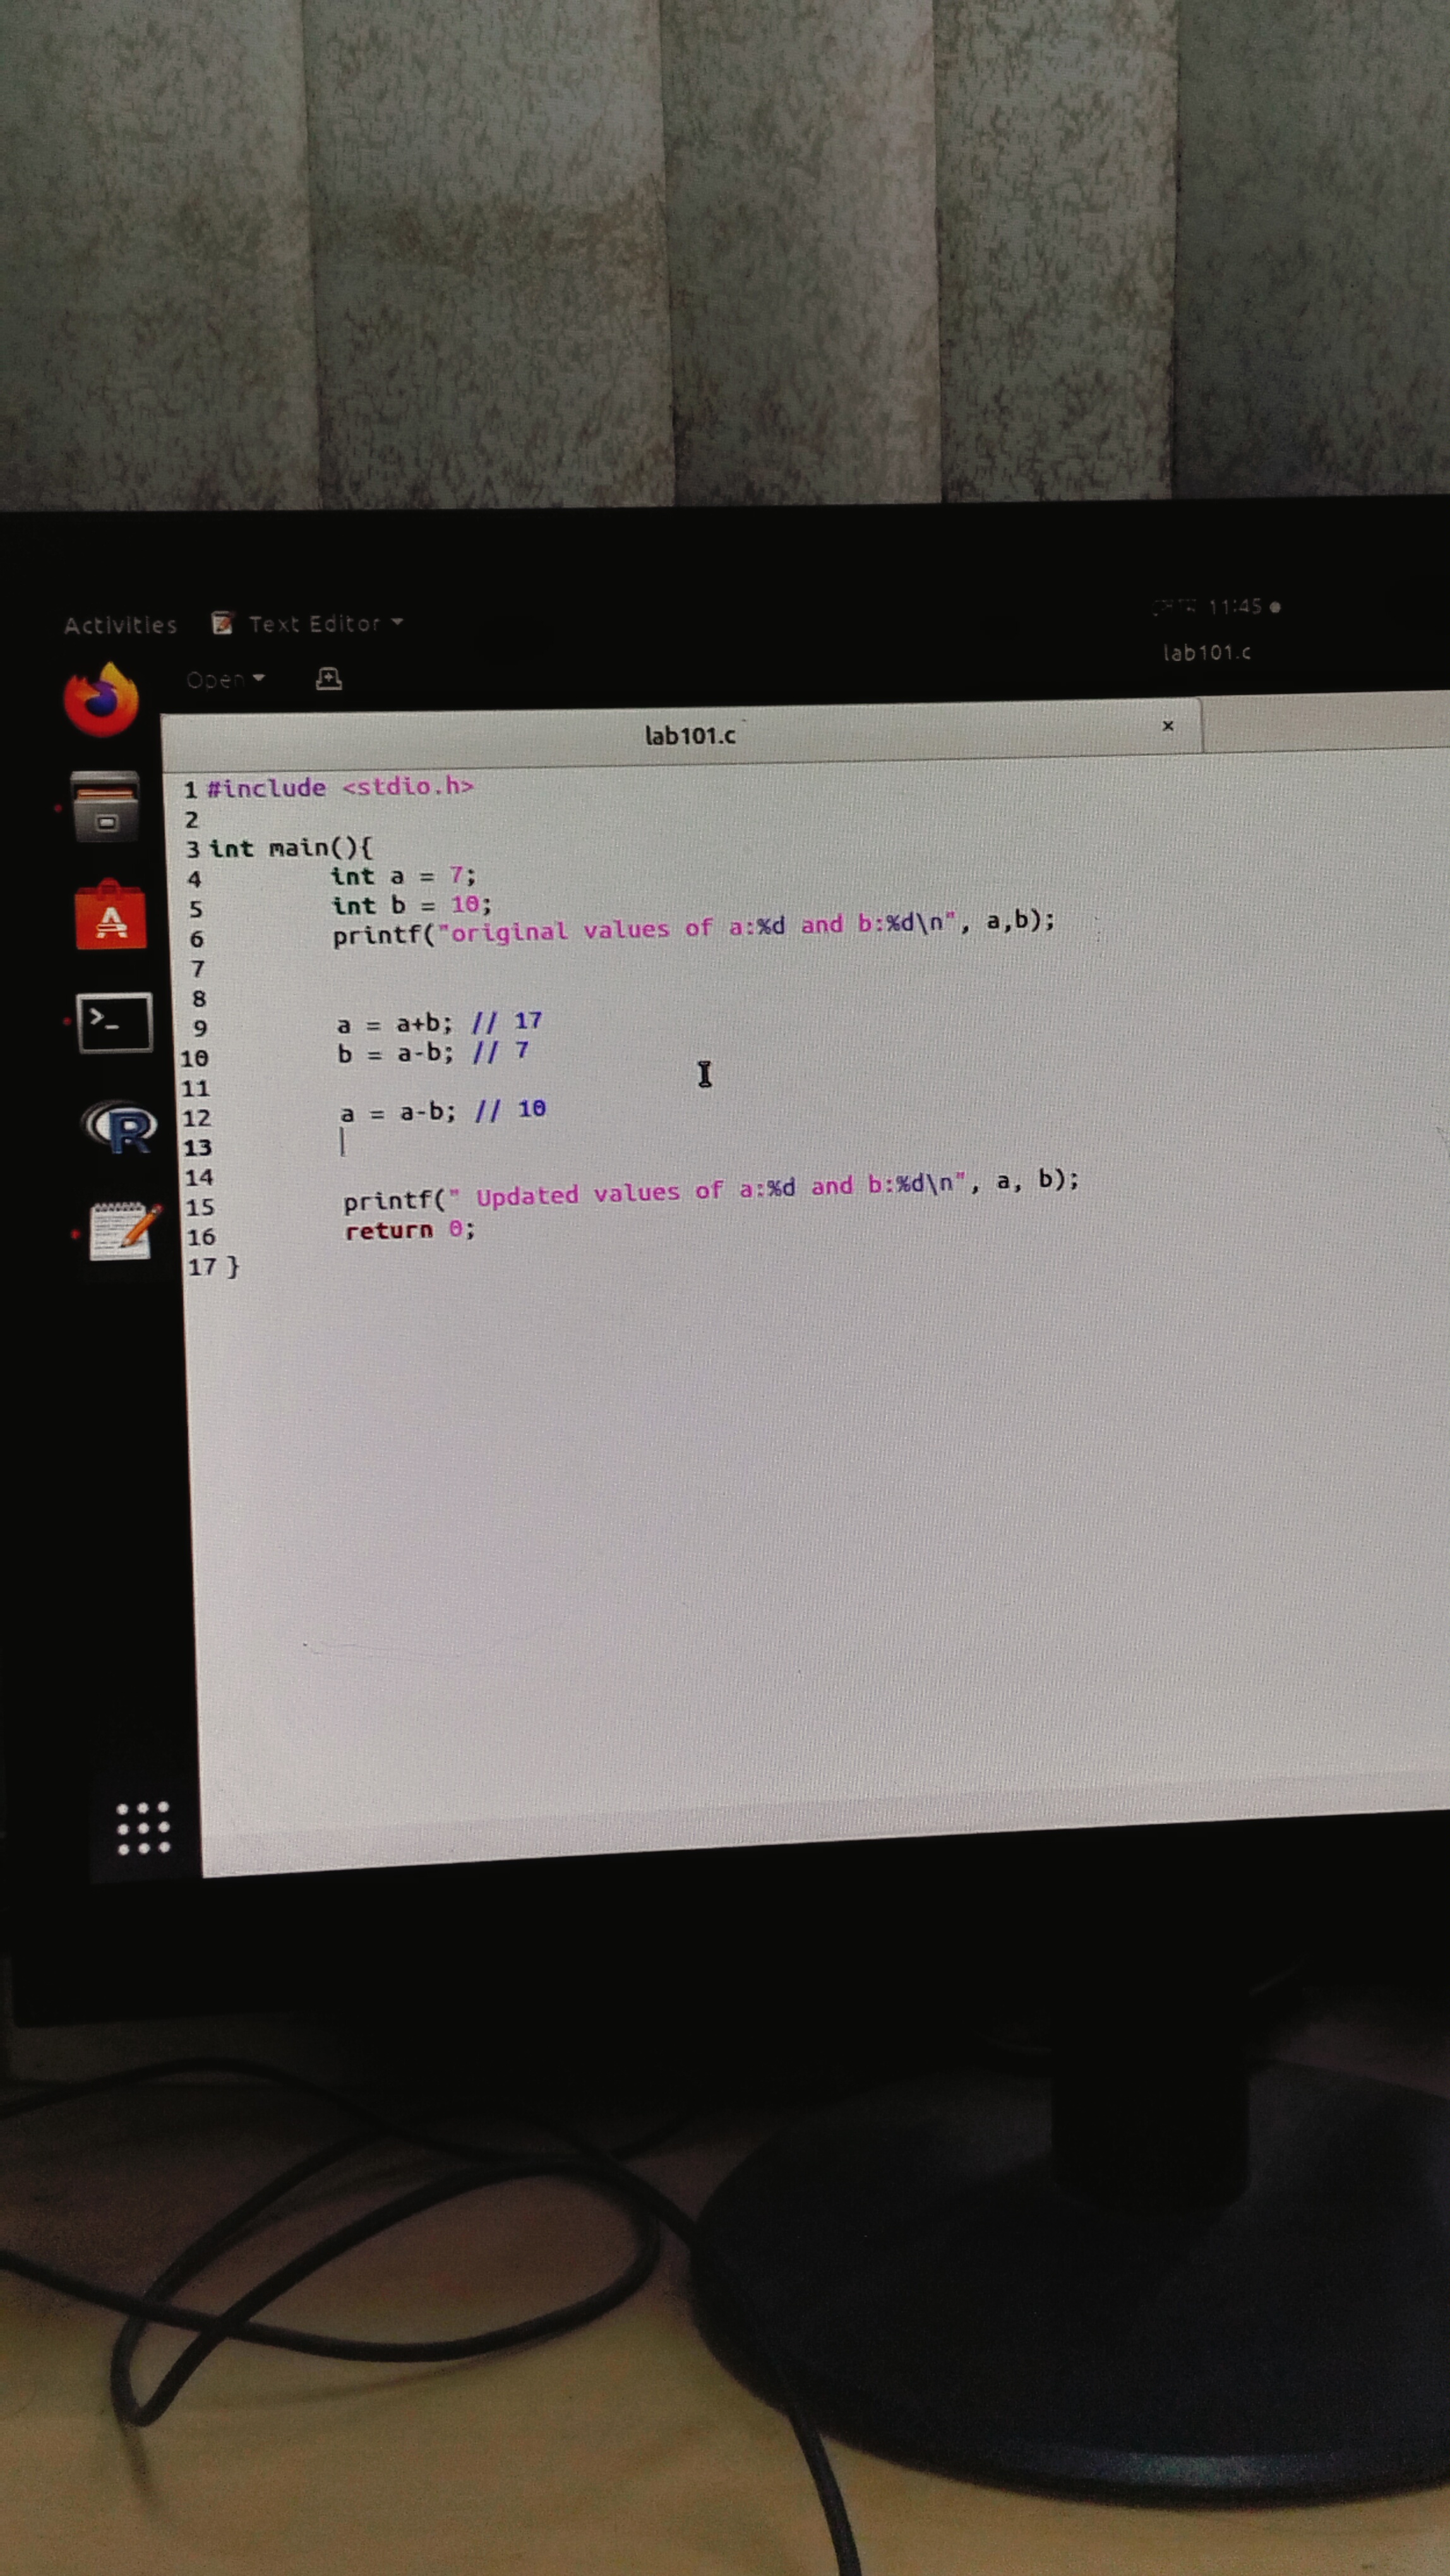 Activities Text Editor 11:45
Open lab101.c
lab101.c ×
1 #include <stdio.h>
2
3 int main(){
4 int a = 7;
5 int b = 10;
6 printf("original values of a:%d and b:%d\n", a,b);
7
8
9 a = a+b; // 17
10 b = a-b; // 7
11
12 a = a-b; // 10
13
14
15 printf(" Updated values of a:%d and b:%d\n", a, b);
16 return 0;
17 }